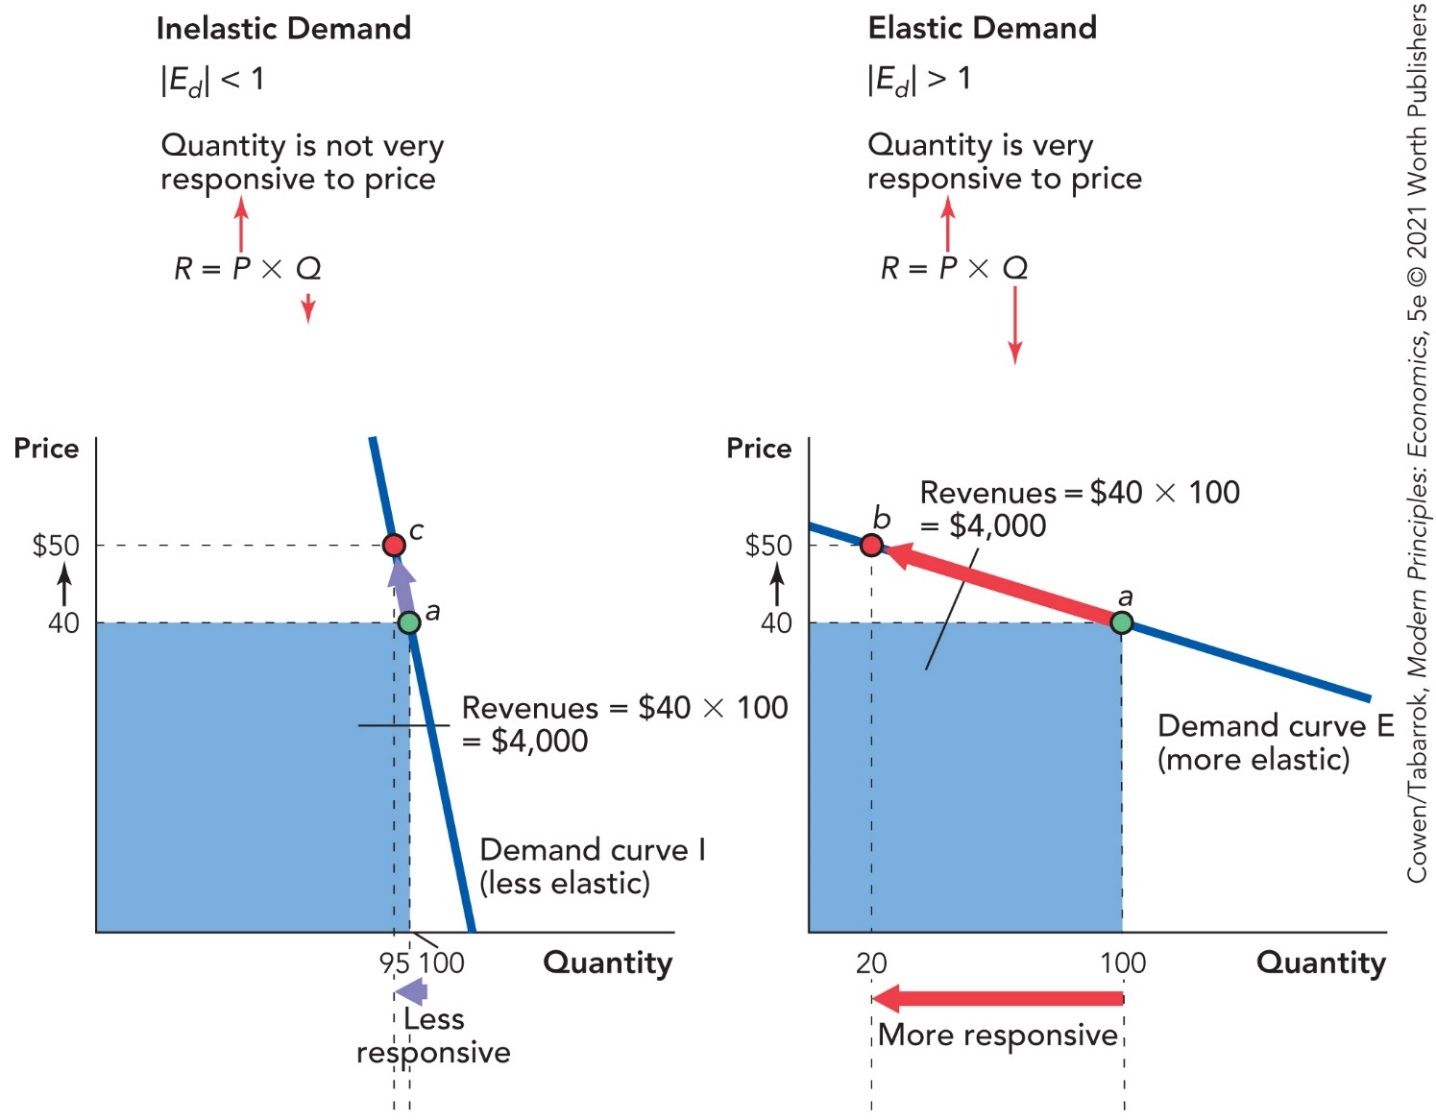 Inelastic Demand
|Ed| < 1
Quantity is not very
responsive to price
R = P × Q
Price
$50
40
c
a
Revenues = $40 × 100
= $4,000
Demand curve I
(less elastic)
95 100
Quantity
Less
responsive
Elastic Demand
|Ed| > 1
Quantity is very
responsive to price
R = P × Q
Price
$50
40
b
a
Revenues = $40 × 100
= $4,000
Demand curve E
(more elastic)
20
100
Quantity
More responsive
Cowen/Tabarrok, Modern Principles: Economics, 5e © 2021 Worth Publishers